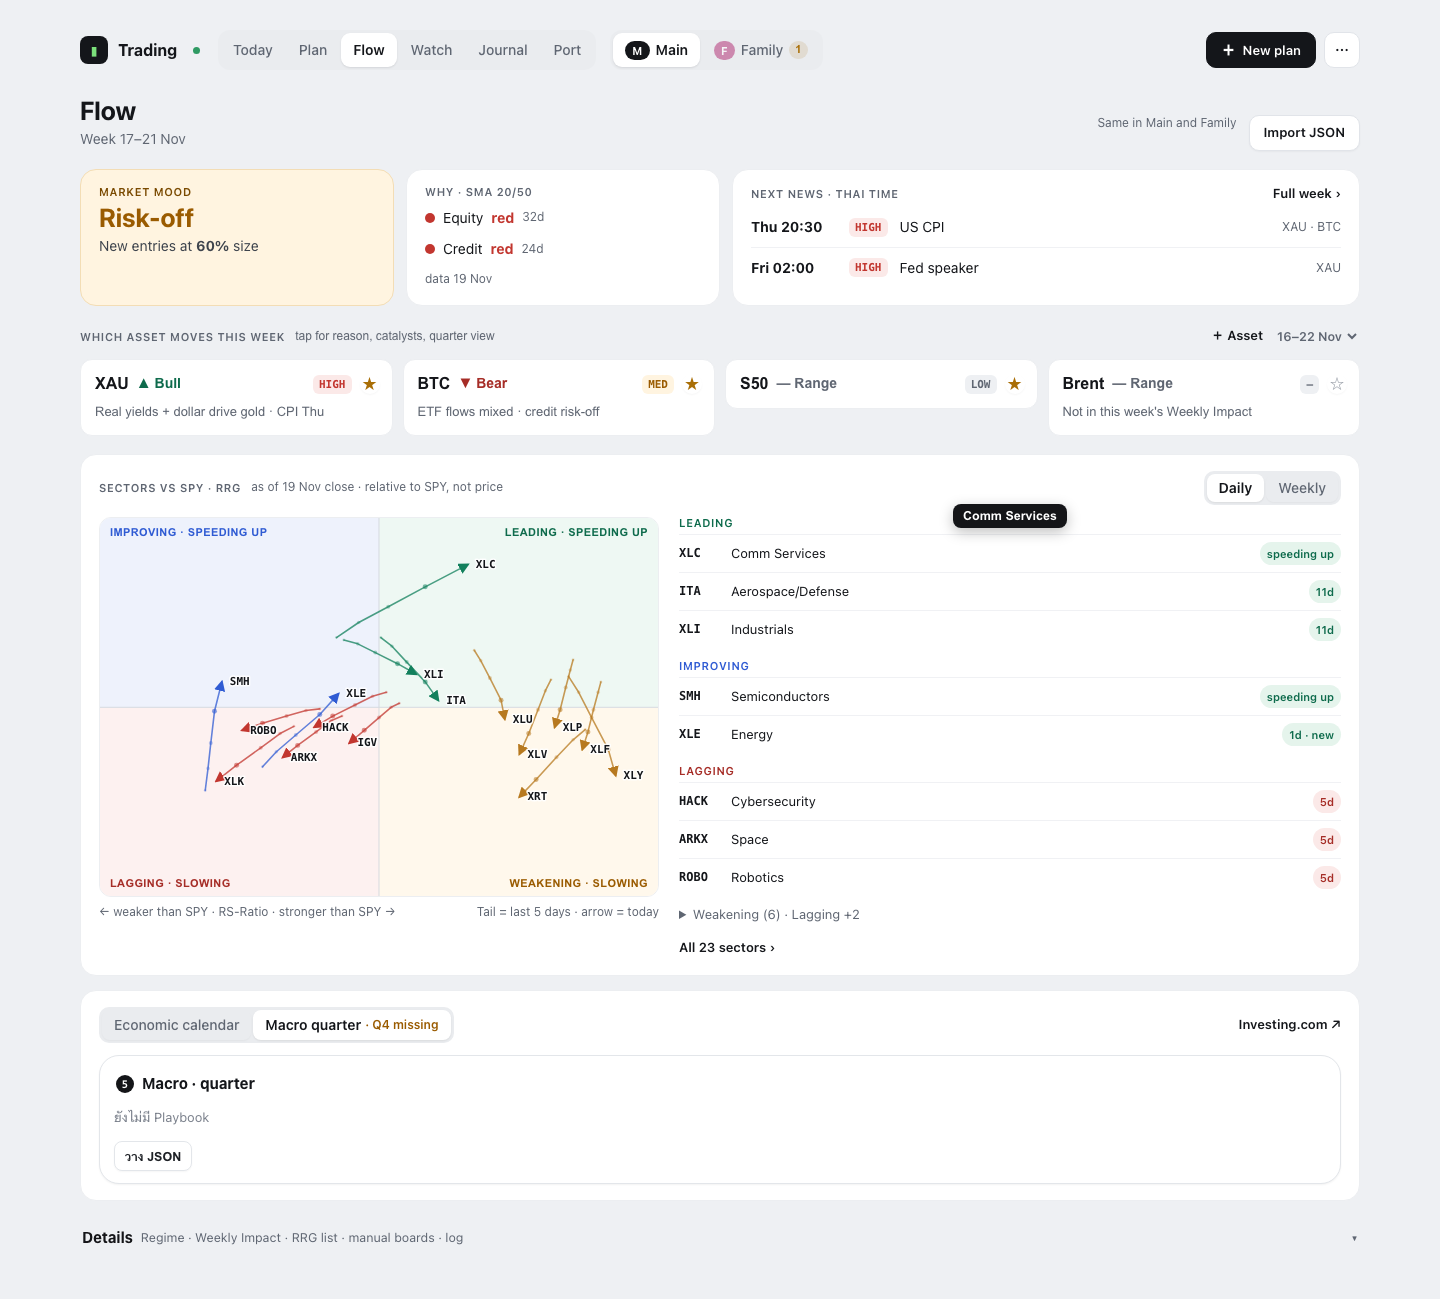 Trading Today Plan Flow Watch Journal Port M Main F Family 1 + New plan ···
Flow
Week 17–21 Nov
Same in Main and Family Import JSON
MARKET MOOD
Risk-off
New entries at 60% size
WHY · SMA 20/50
Equity red 32d
Credit red 24d
data 19 Nov
NEXT NEWS · THAI TIME Full week ›
Thu 20:30 HIGH US CPI XAU · BTC
Fri 02:00 HIGH Fed speaker XAU
WHICH ASSET MOVES THIS WEEK tap for reason, catalysts, quarter view + Asset 16–22 Nov
XAU ▲ Bull HIGH ★
Real yields + dollar drive gold · CPI Thu
BTC ▼ Bear MED ★
ETF flows mixed · credit risk-off
S50 — Range LOW ★
Brent — Range – ☆
Not in this week's Weekly Impact
SECTORS VS SPY · RRG as of 19 Nov close · relative to SPY, not price Daily Weekly
Comm Services
IMPROVING · SPEEDING UP LEADING · SPEEDING UP
XLC
XLI
SMH
XLE
ITA
XLU
ROBO
HACK
XLP
IGV
XLF
ARKX
XLV
XLY
XLK
XRT
LAGGING · SLOWING WEAKENING · SLOWING
← weaker than SPY · RS-Ratio · stronger than SPY → Tail = last 5 days · arrow = today
LEADING
XLC Comm Services speeding up
ITA Aerospace/Defense 11d
XLI Industrials 11d
IMPROVING
SMH Semiconductors speeding up
XLE Energy 1d · new
LAGGING
HACK Cybersecurity 5d
ARKX Space 5d
ROBO Robotics 5d
▶ Weakening (6) · Lagging +2
All 23 sectors ›
Economic calendar Macro quarter · Q4 missing Investing.com ↗
5 Macro · quarter
ยังไม่มี Playbook
วาง JSON
Details Regime · Weekly Impact · RRG list · manual boards · log ▾